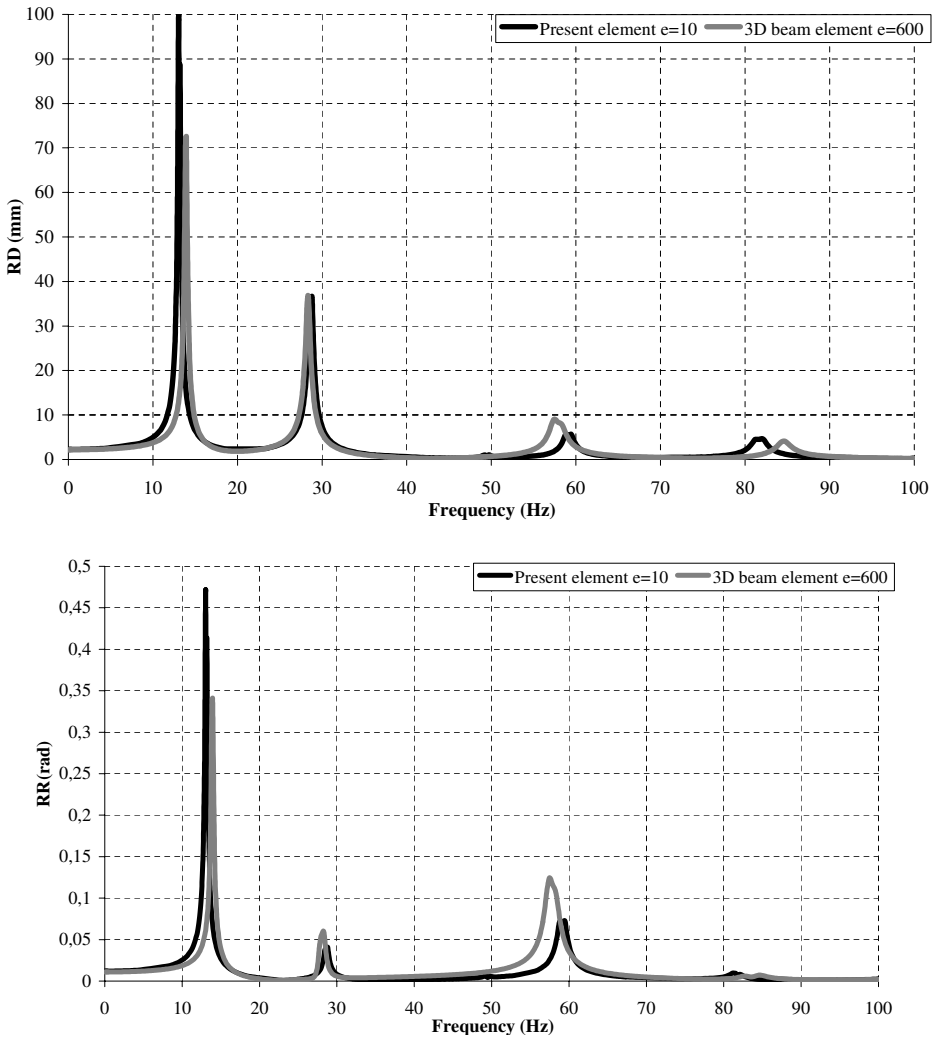 100
Present element e=10 3D beam element e=600
90
80
70
60
50
40
30
20
10
0
RD (mm)
0 10 20 30 40 50 60 70 80 90 100
Frequency (Hz)
0,5
Present element e=10 3D beam element e=600
0,45
0,4
0,35
0,3
0,25
0,2
0,15
0,1
0,05
0
RR(rad)
0 10 20 30 40 50 60 70 80 90 100
Frequency (Hz)